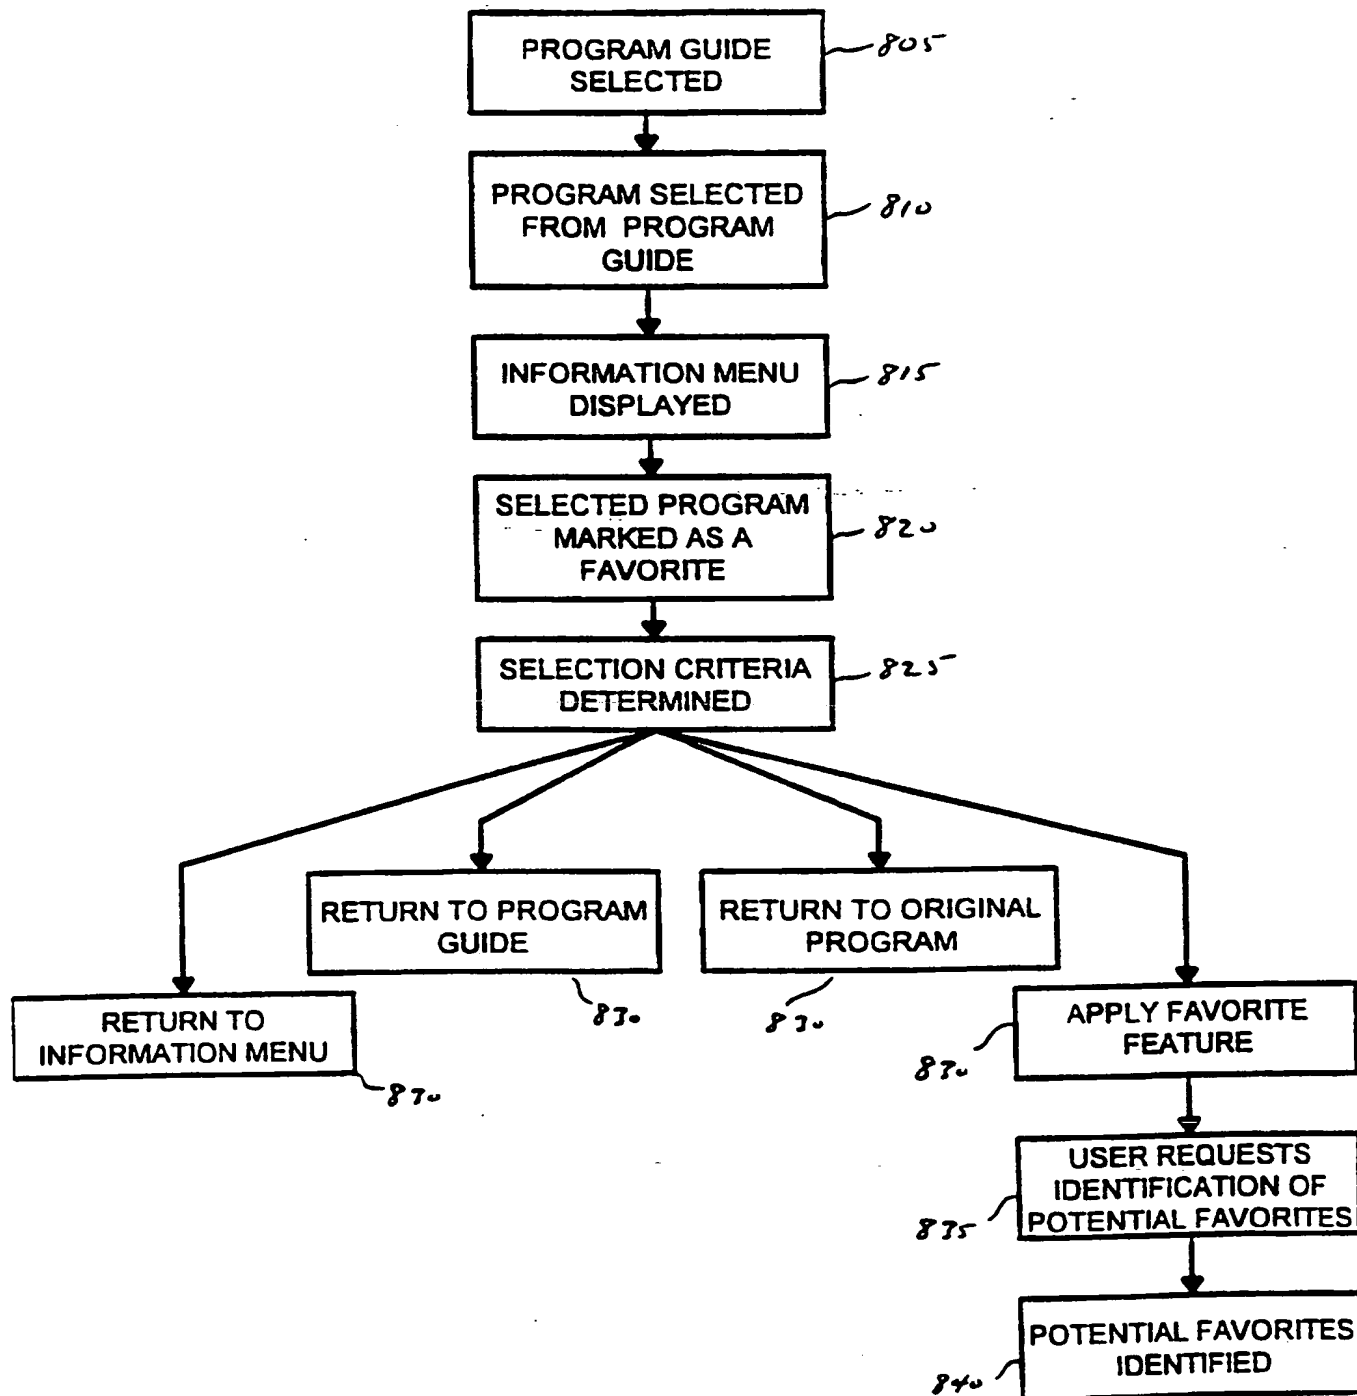 PROGRAM GUIDE
SELECTED
805
PROGRAM SELECTED
FROM PROGRAM
GUIDE
810
INFORMATION MENU
DISPLAYED
815
SELECTED PROGRAM
MARKED AS A
FAVORITE
820
SELECTION CRITERIA
DETERMINED
825
RETURN TO
INFORMATION MENU
830
RETURN TO PROGRAM
GUIDE
830
RETURN TO ORIGINAL
PROGRAM
830
APPLY FAVORITE
FEATURE
830
USER REQUESTS
IDENTIFICATION OF
POTENTIAL FAVORITES
835
POTENTIAL FAVORITES
IDENTIFIED
840